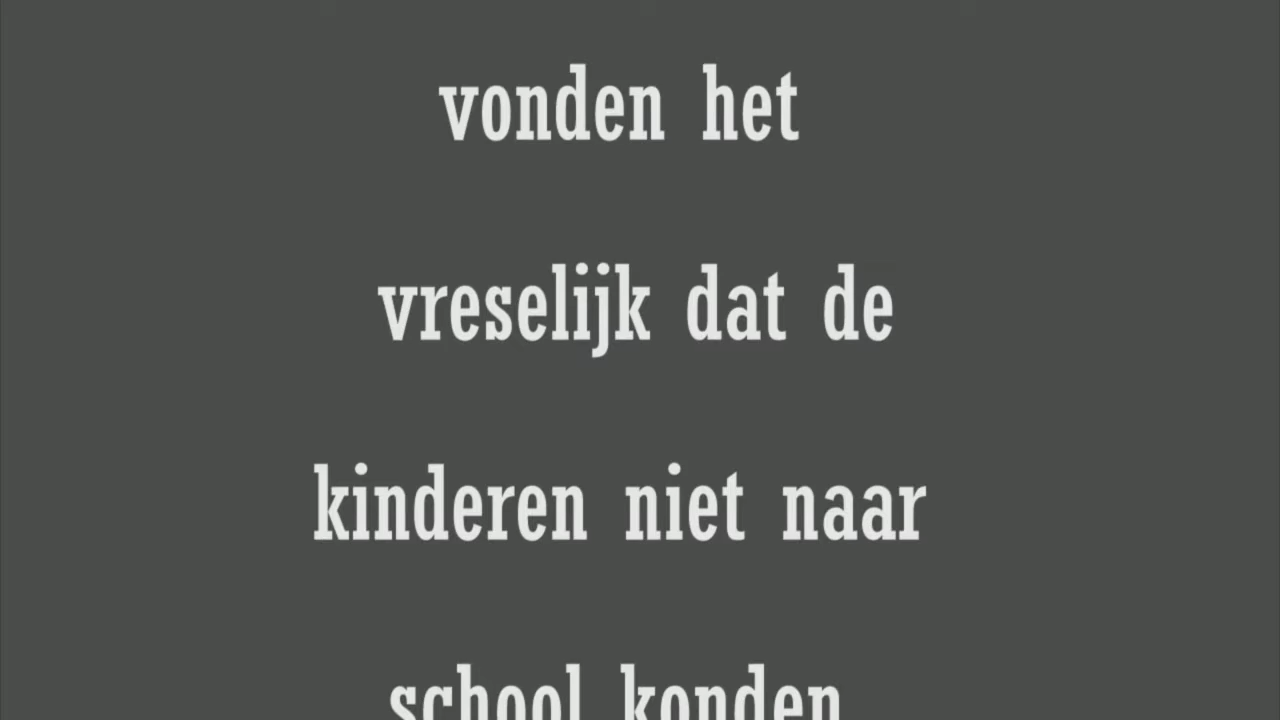 vonden het
vreselijk dat de
kinderen niet naar
school konden